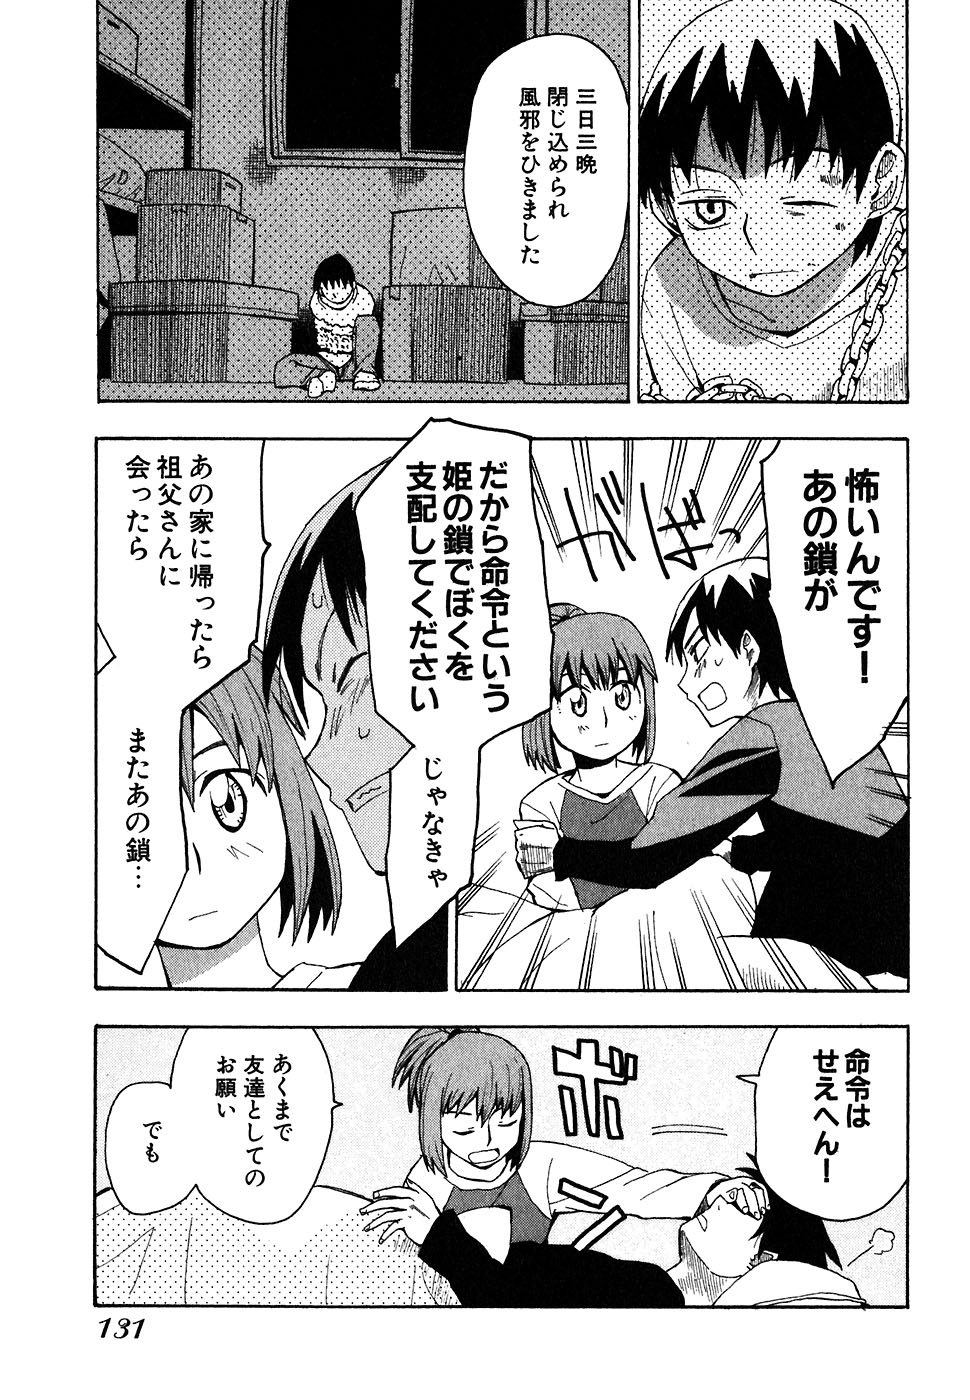 三日三晩
閉じ込められ
風邪をひきました
怖いんです！
あの鎖が
ぎゅっ
だから命令という
姫の鎖でぼくを
支配してください
じゃなきゃ
あの家に帰ったら
祖父さんに
会ったら
またあの鎖…
命令は
せえへん！
ボ
あくまで
友達としての
お願い
でも
131